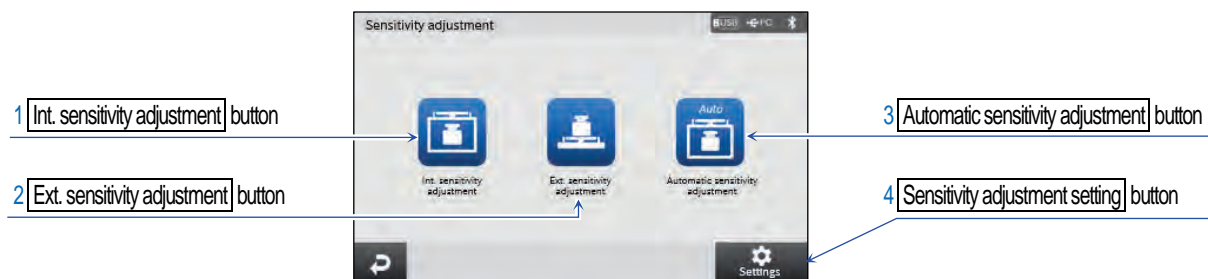 Sensitivity adjustment
USB PC
1 Int. sensitivity adjustment button
2 Ext. sensitivity adjustment button
Auto
Int. sensitivity
adjustment
Ext. sensitivity
adjustment
Automatic sensitivity
adjustment
3 Automatic sensitivity adjustment button
4 Sensitivity adjustment setting button
Settings